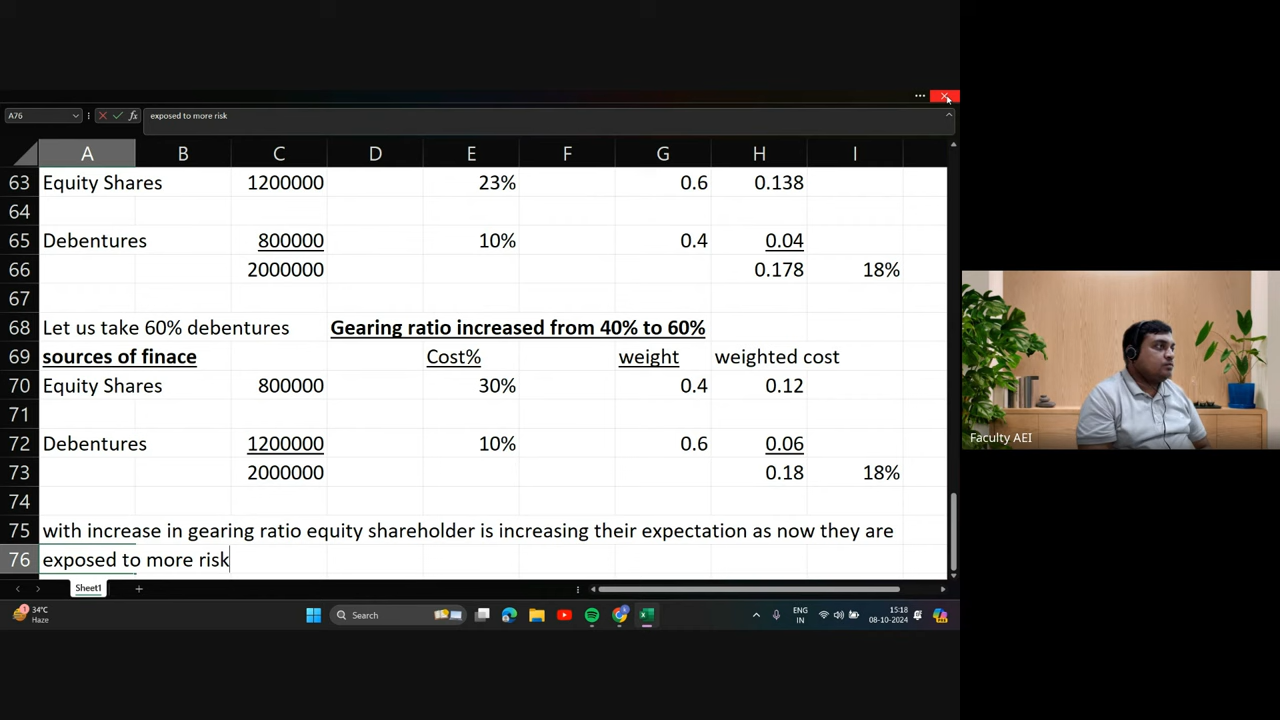 A76 fx exposed to more risk
A B C D E F G H I
63 Equity Shares 1200000 23% 0.6 0.138
64
65 Debentures 800000 10% 0.4 0.04
66 2000000 0.178 18%
67
68 Let us take 60% debentures Gearing ratio increased from 40% to 60%
69 sources of finace Cost% weight weighted cost
70 Equity Shares 800000 30% 0.4 0.12
71
72 Debentures 1200000 10% 0.6 0.06
73 2000000 0.18 18%
74
75 with increase in gearing ratio equity shareholder is increasing their expectation as now they are
76 exposed to more risk
Sheet1
Faculty AEI
1 34°C Search ENG 15:18
Haze IN 08-10-2024